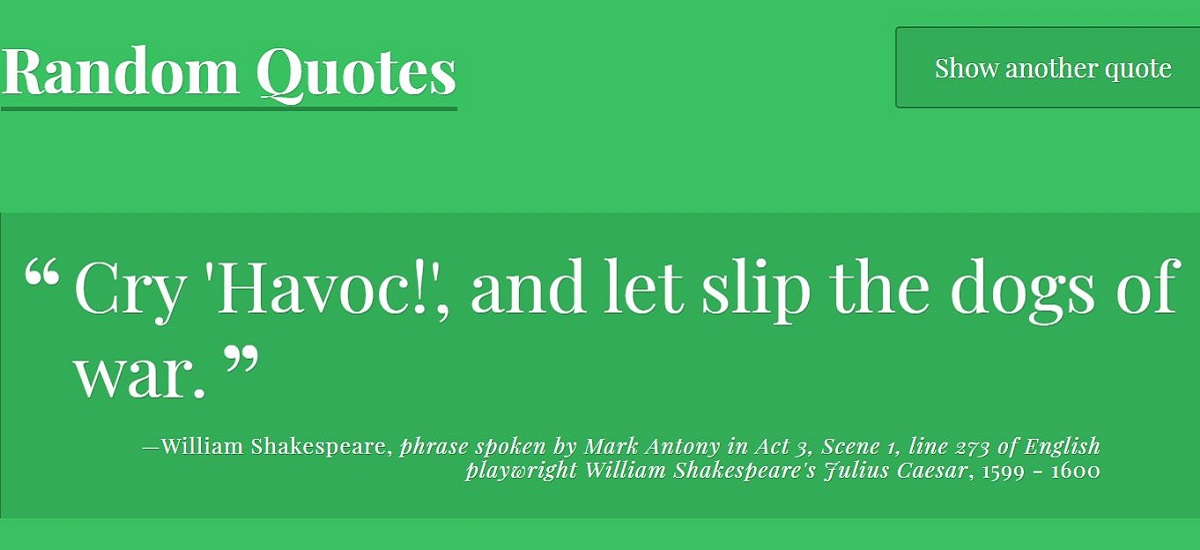 Random Quotes
Show another quote
“ Cry 'Havoc!', and let slip the dogs of
war. ”
—William Shakespeare, phrase spoken by Mark Antony in Act 3, Scene 1, line 273 of English
playwright William Shakespeare's Julius Caesar, 1599 - 1600